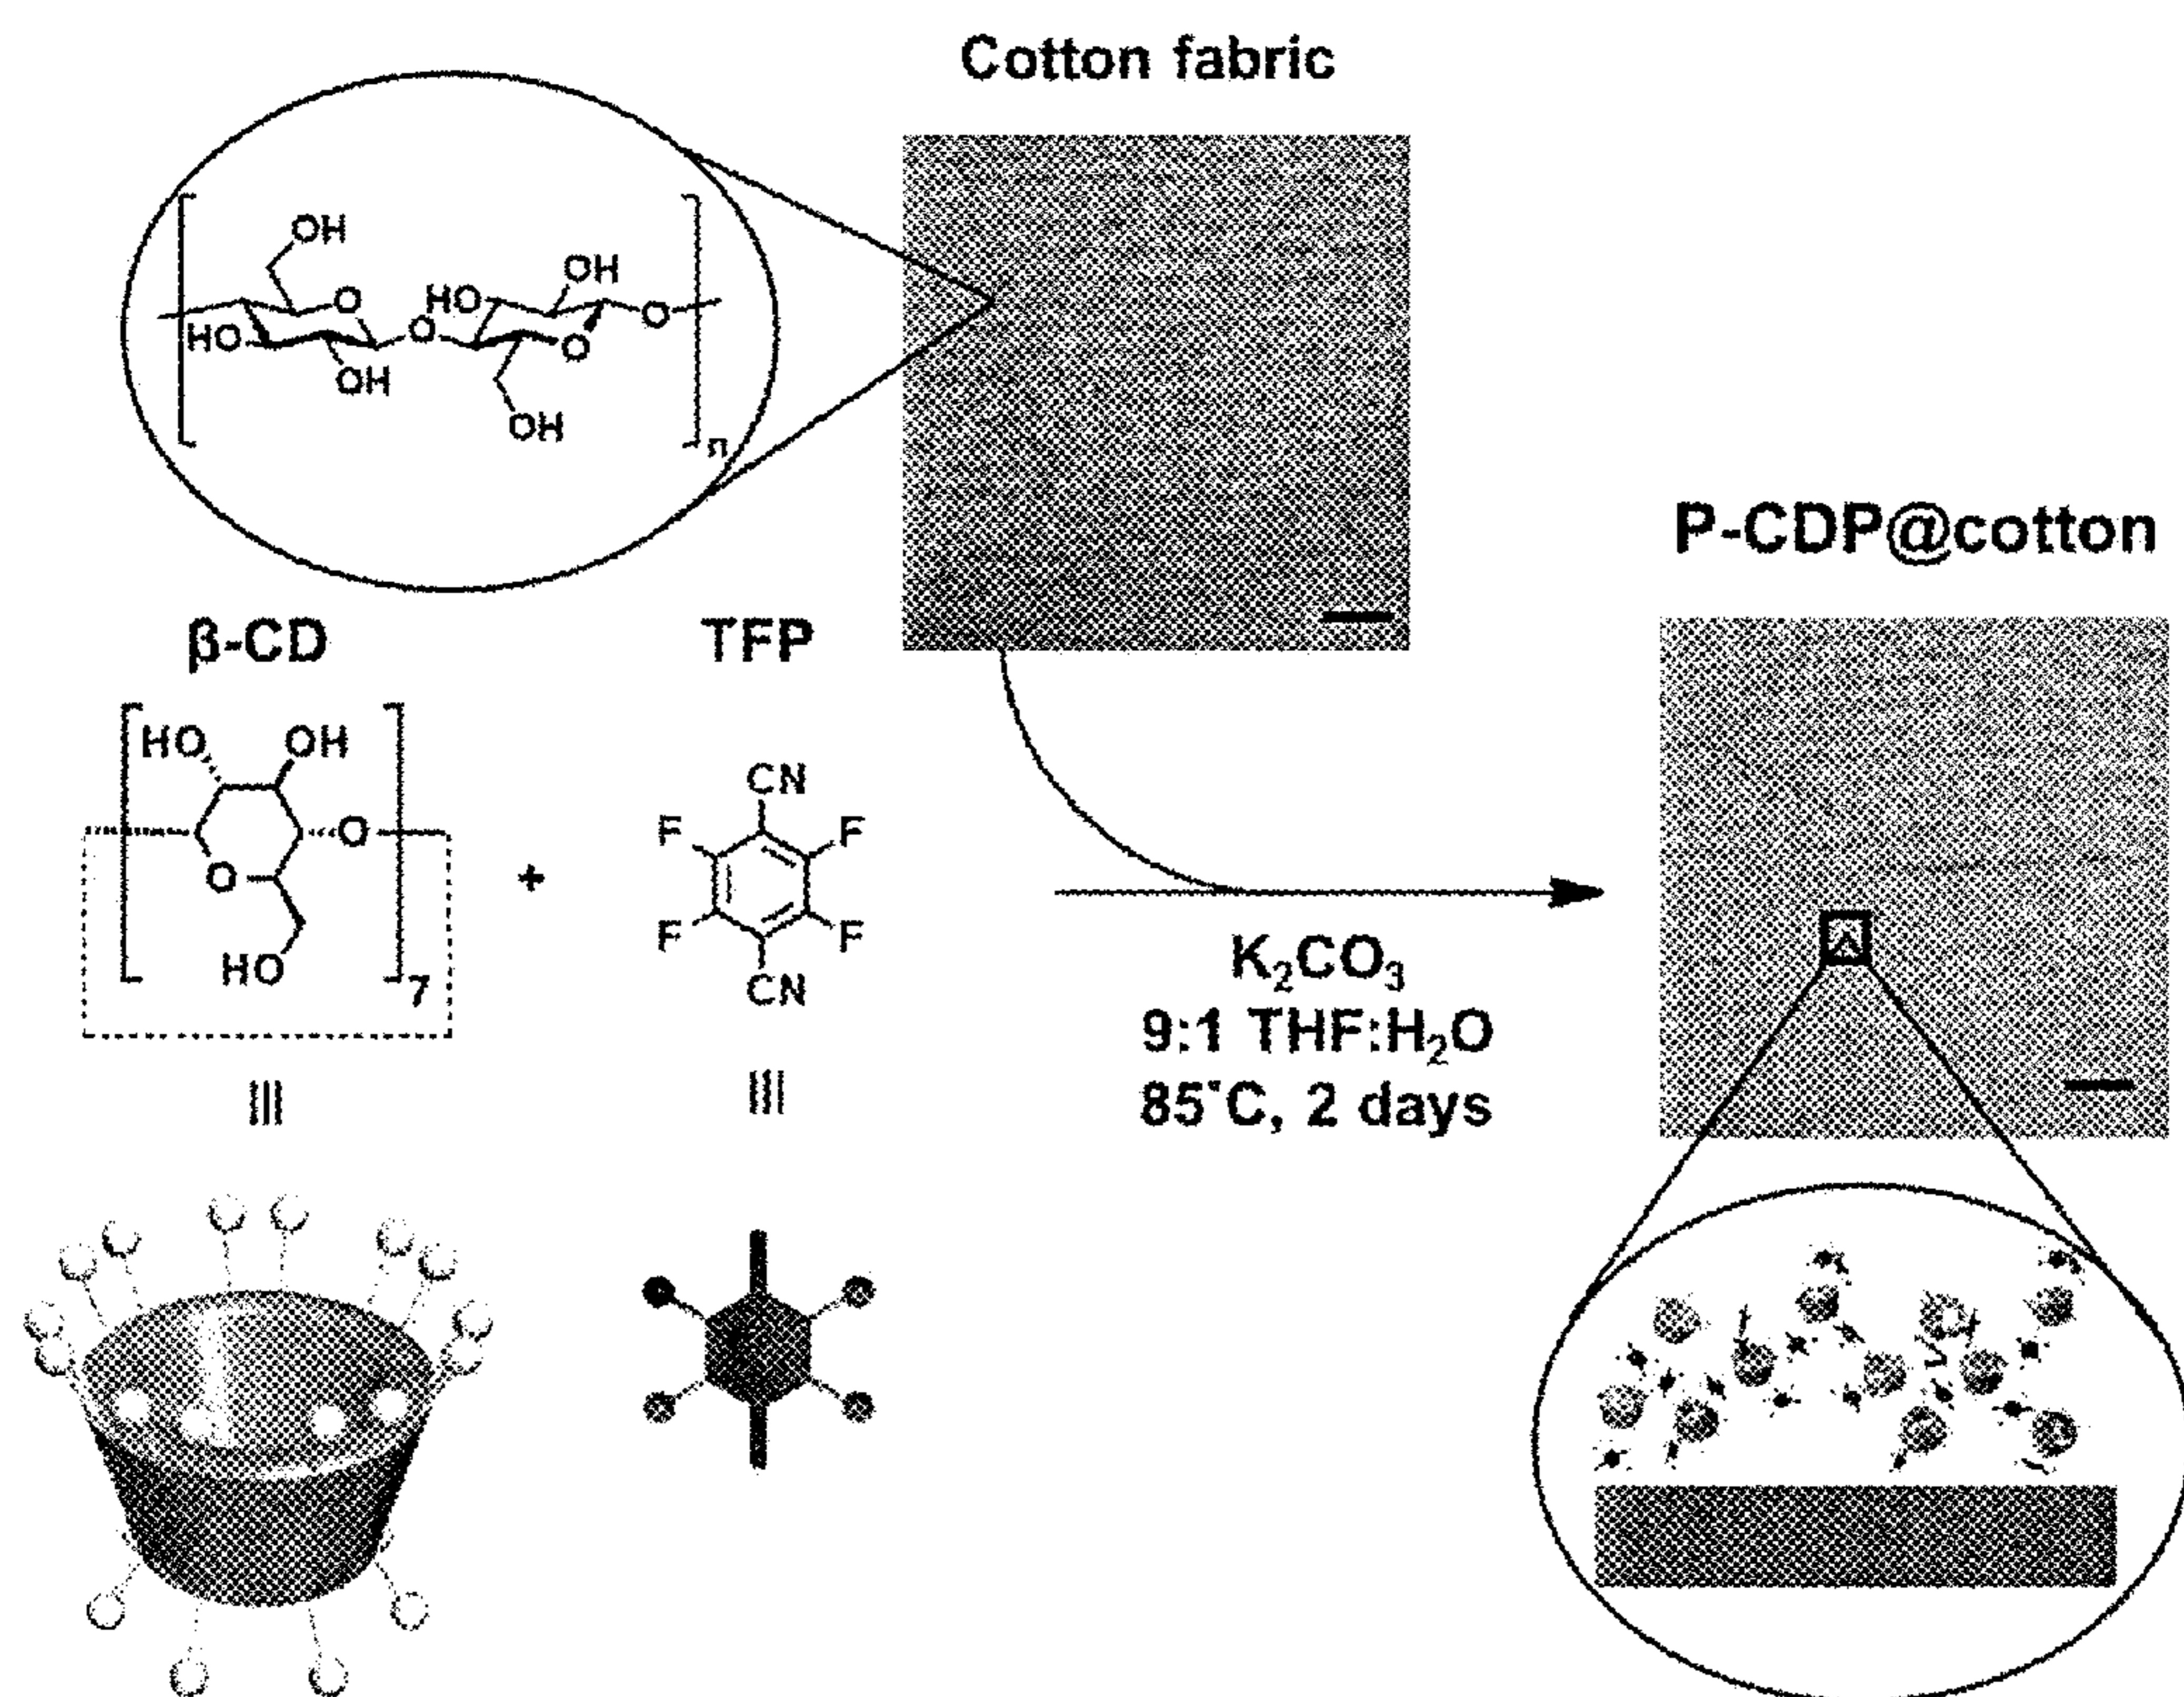 Cotton fabric
OH
OH
HO
O
HO
O
O
O
OH
OH
n
P-CDP@cotton
β-CD
TFP
HO
OH
O
O
HO
7
+
CN
F
F
F
F
CN
K₂CO₃
9:1 THF:H₂O
85°C, 2 days